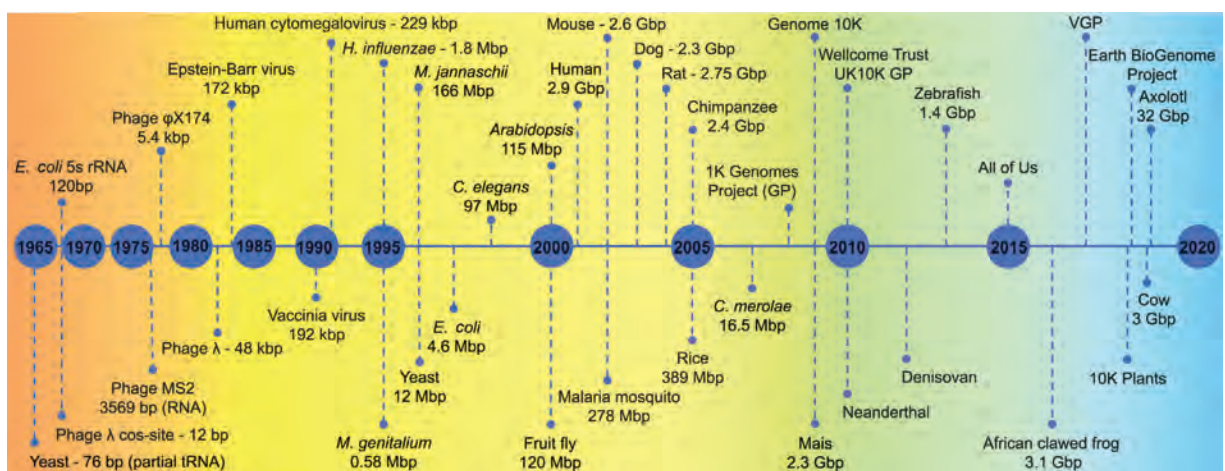 Human cytomegalovirus - 229 kbp
Mouse - 2.6 Gbp
Genome 10K
VGP
H. influenzae - 1.8 Mbp
Dog - 2.3 Gbp
Wellcome Trust
UK10K GP
Earth BioGenome
Project
Epstein-Barr virus
172 kbp
M. jannaschii
166 Mbp
Human
2.9 Gbp
Rat - 2.75 Gbp
Zebrafish
1.4 Gbp
Axolotl
32 Gbp
Phage φX174
5.4 kbp
Arabidopsis
115 Mbp
Chimpanzee
2.4 Gbp
E. coli 5s rRNA
120bp
C. elegans
97 Mbp
1K Genomes
Project (GP)
All of Us
1965
1970
1975
1980
1985
1990
1995
2000
2005
2010
2015
2020
Vaccinia virus
192 kbp
C. merolae
16.5 Mbp
Cow
3 Gbp
Phage λ - 48 kbp
E. coli
4.6 Mbp
Rice
389 Mbp
Yeast
12 Mbp
Denisovan
10K Plants
Phage MS2
3569 bp (RNA)
Malaria mosquito
278 Mbp
Neanderthal
Phage λ cos-site - 12 bp
M. genitalium
0.58 Mbp
Fruit fly
120 Mbp
Mais
2.3 Gbp
African clawed frog
3.1 Gbp
Yeast - 76 bp (partial tRNA)